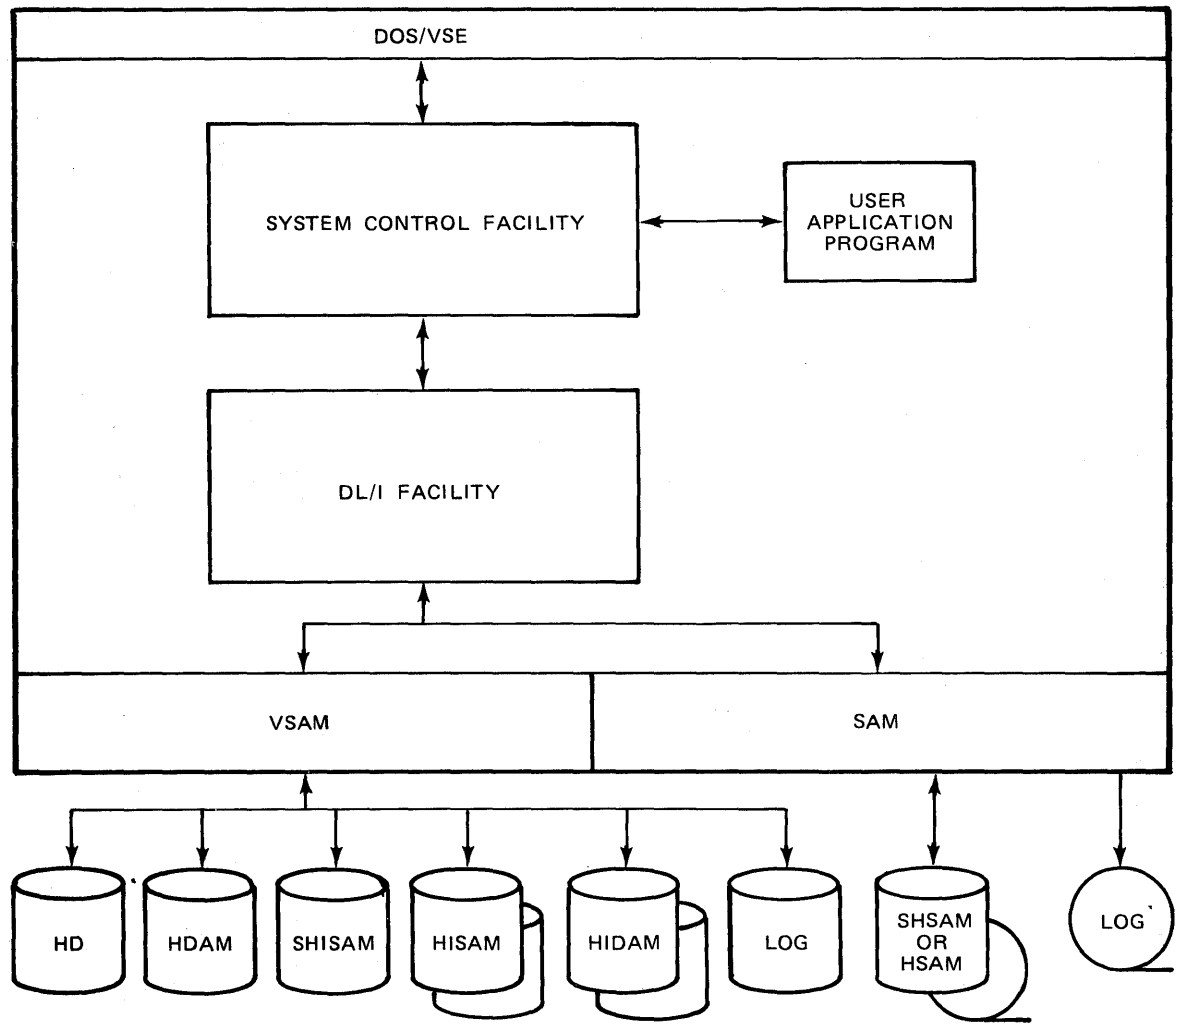 DOS/VSE
SYSTEM CONTROL FACILITY
USER
APPLICATION
PROGRAM
DL/I FACILITY
VSAM
SAM
HD
HDAM
SHISAM
HISAM
HIDAM
LOG
SHSAM
OR
HSAM
LOG